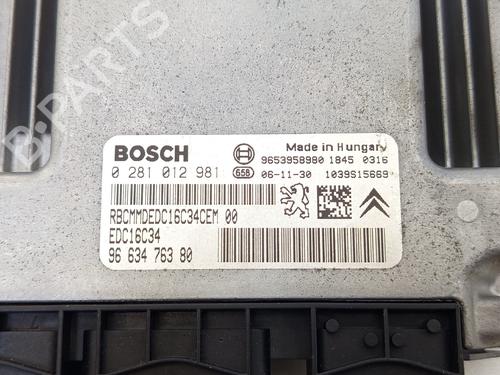 B-PARTS
BOSCH
Made in Hungary
9653958980 1845 0316
0 281 012 981
658 06-11-30 1039S15669
RBCMMDEDC16C34CEM 00
EDC16C34
96 634 763 80